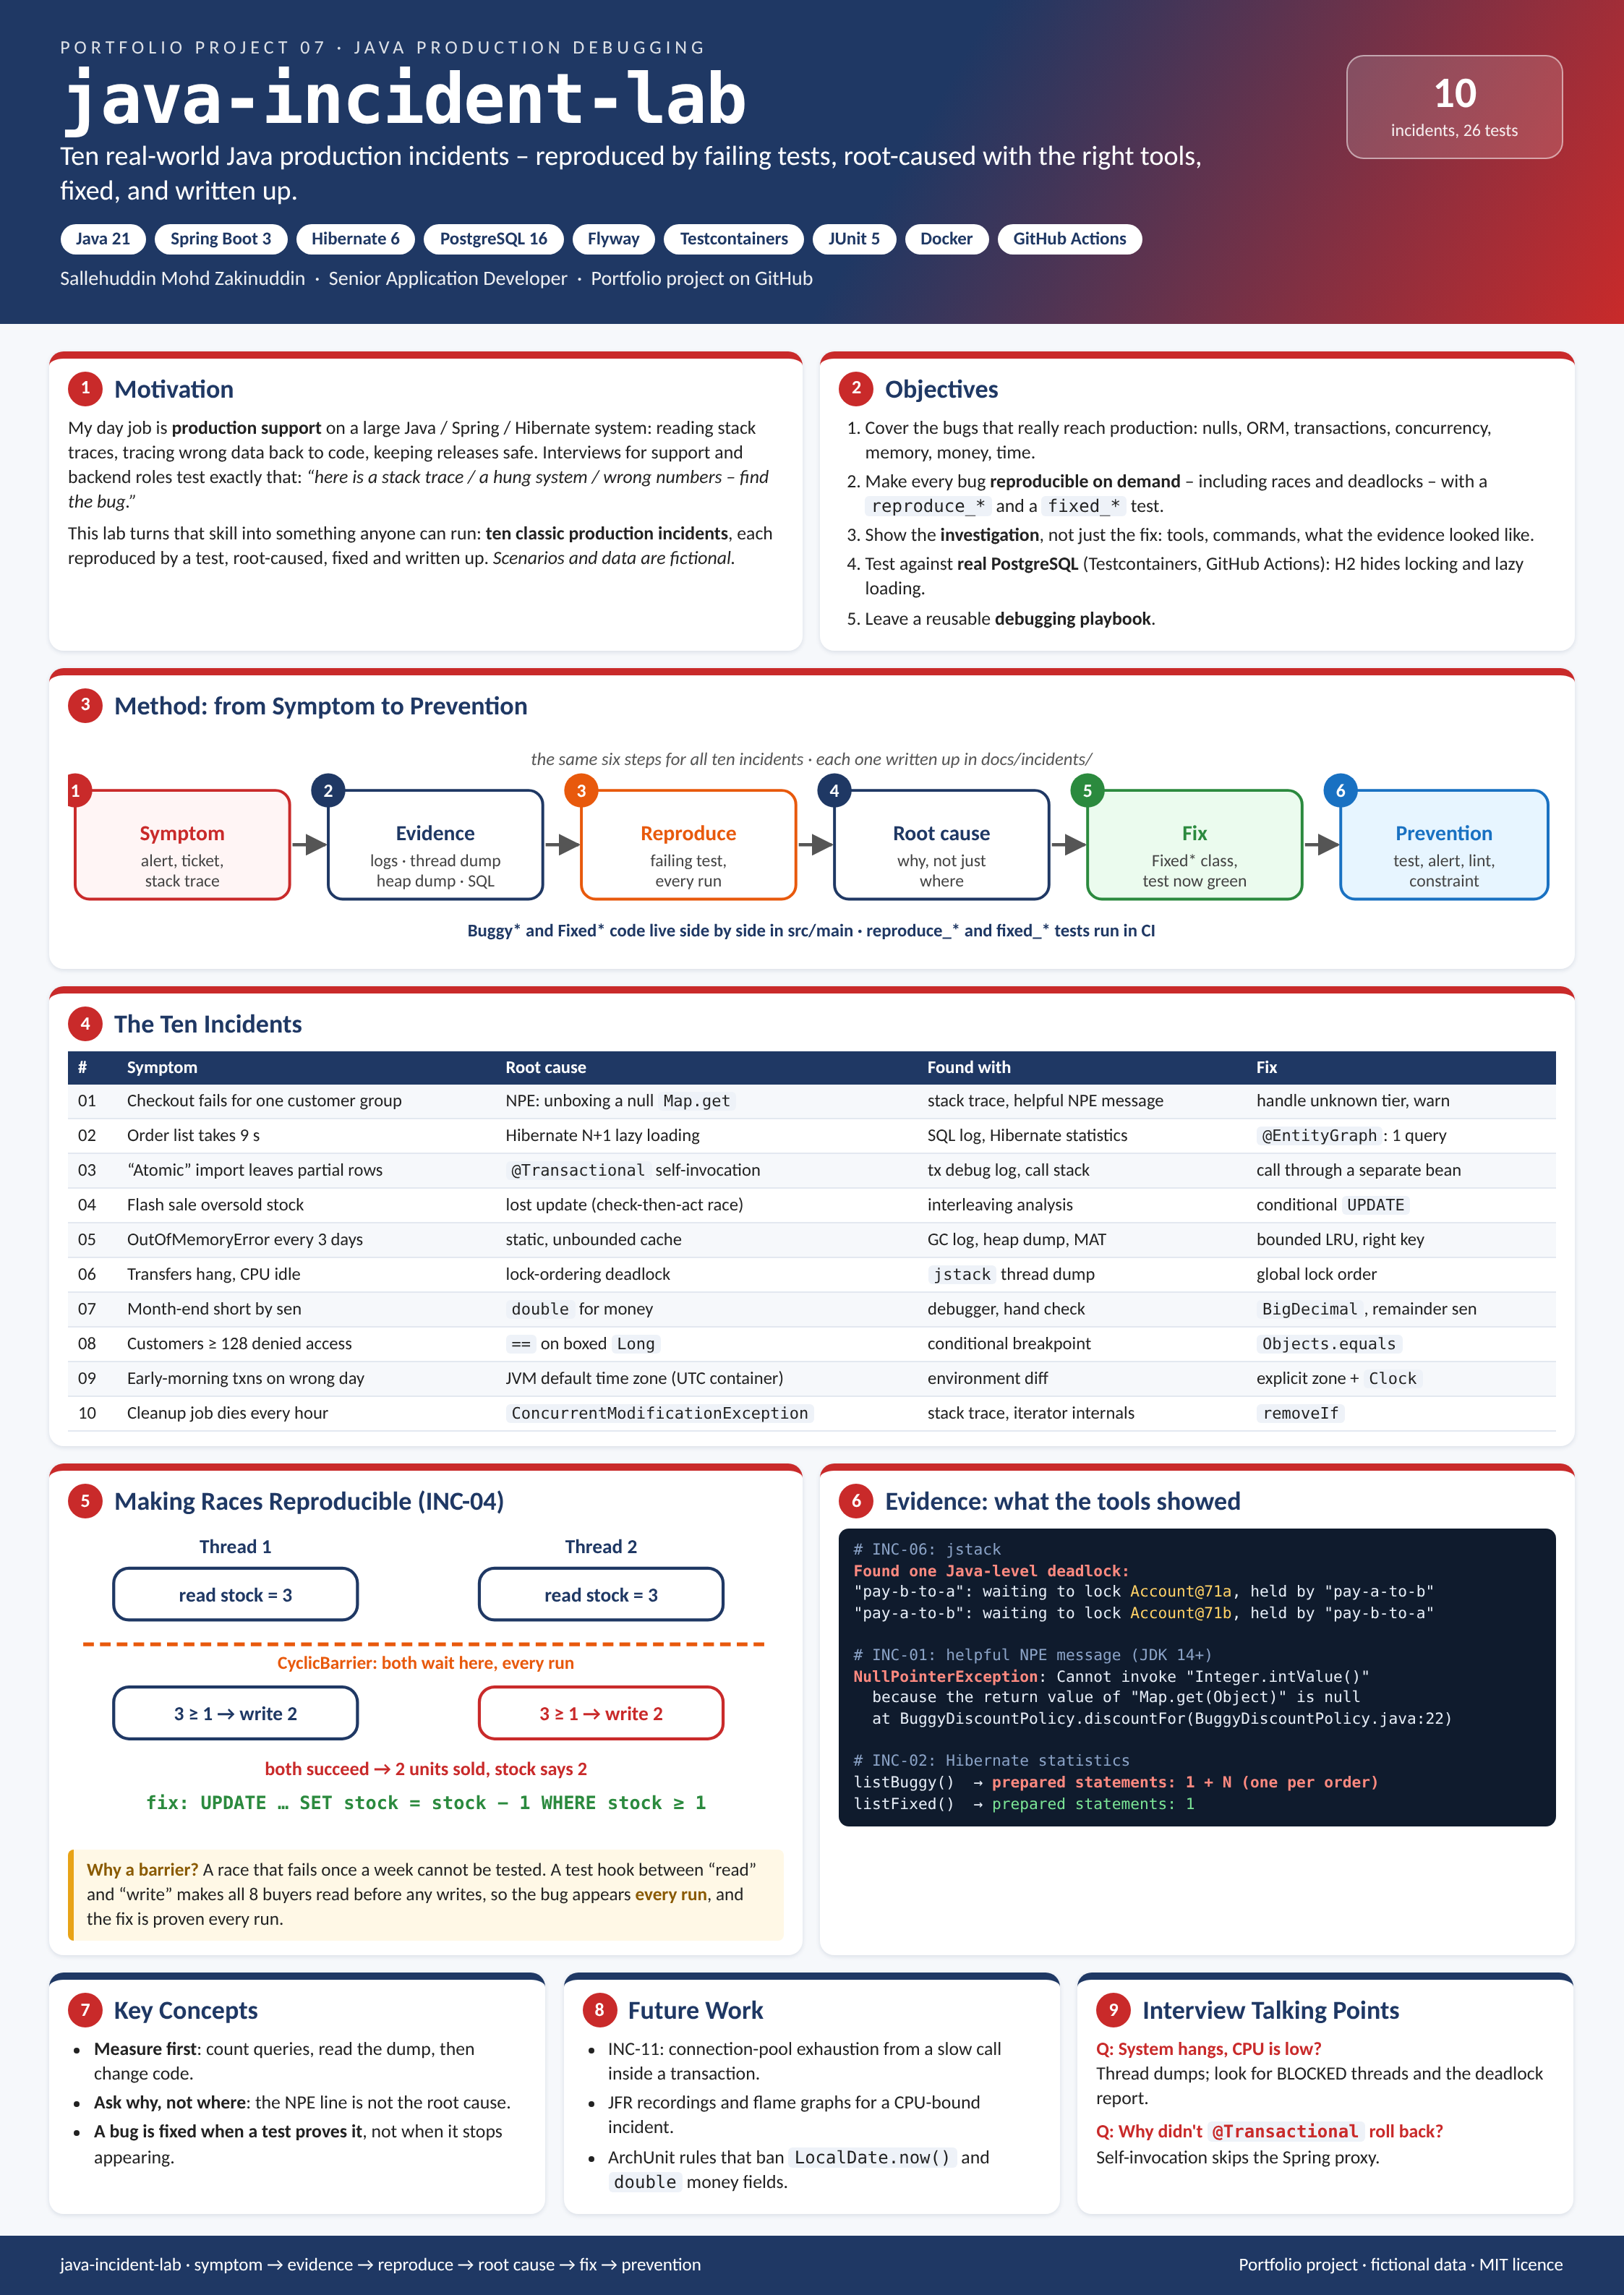 PORTFOLIO PROJECT 07 · JAVA PRODUCTION DEBUGGING
java-incident-lab
Ten real-world Java production incidents – reproduced by failing tests, root-caused with the right tools,
fixed, and written up.
10
incidents, 26 tests
Java 21 Spring Boot 3 Hibernate 6 PostgreSQL 16 Flyway Testcontainers JUnit 5 Docker GitHub Actions
Sallehuddin Mohd Zakinuddin · Senior Application Developer · Portfolio project on GitHub
1 Motivation
My day job is production support on a large Java / Spring / Hibernate system: reading stack
traces, tracing wrong data back to code, keeping releases safe. Interviews for support and
backend roles test exactly that: “here is a stack trace / a hung system / wrong numbers – find
the bug.”
This lab turns that skill into something anyone can run: ten classic production incidents, each
reproduced by a test, root-caused, fixed and written up. Scenarios and data are fictional.
2 Objectives
1. Cover the bugs that really reach production: nulls, ORM, transactions, concurrency,
memory, money, time.
2. Make every bug reproducible on demand – including races and deadlocks – with a
reproduce_* and a fixed_* test.
3. Show the investigation, not just the fix: tools, commands, what the evidence looked like.
4. Test against real PostgreSQL (Testcontainers, GitHub Actions): H2 hides locking and lazy
loading.
5. Leave a reusable debugging playbook.
3 Method: from Symptom to Prevention
the same six steps for all ten incidents · each one written up in docs/incidents/
1
Symptom
alert, ticket,
stack trace
2
Evidence
logs · thread dump
heap dump · SQL
3
Reproduce
failing test,
every run
4
Root cause
why, not just
where
5
Fix
Fixed* class,
test now green
6
Prevention
test, alert, lint,
constraint
Buggy* and Fixed* code live side by side in src/main · reproduce_* and fixed_* tests run in CI
4 The Ten Incidents
# Symptom Root cause Found with Fix
01 Checkout fails for one customer group NPE: unboxing a null Map.get stack trace, helpful NPE message handle unknown tier, warn
02 Order list takes 9 s Hibernate N+1 lazy loading SQL log, Hibernate statistics @EntityGraph: 1 query
03 “Atomic” import leaves partial rows @Transactional self-invocation tx debug log, call stack call through a separate bean
04 Flash sale oversold stock lost update (check-then-act race) interleaving analysis conditional UPDATE
05 OutOfMemoryError every 3 days static, unbounded cache GC log, heap dump, MAT bounded LRU, right key
06 Transfers hang, CPU idle lock-ordering deadlock jstack thread dump global lock order
07 Month-end short by sen double for money debugger, hand check BigDecimal, remainder sen
08 Customers ≥ 128 denied access == on boxed Long conditional breakpoint Objects.equals
09 Early-morning txns on wrong day JVM default time zone (UTC container) environment diff explicit zone + Clock
10 Cleanup job dies every hour ConcurrentModificationException stack trace, iterator internals removeIf
5 Making Races Reproducible (INC-04)
Thread 1 Thread 2
read stock = 3 read stock = 3
CyclicBarrier: both wait here, every run
3 ≥ 1 → write 2 3 ≥ 1 → write 2
both succeed → 2 units sold, stock says 2
fix: UPDATE … SET stock = stock − 1 WHERE stock ≥ 1
Why a barrier? A race that fails once a week cannot be tested. A test hook between “read”
and “write” makes all 8 buyers read before any writes, so the bug appears every run, and
the fix is proven every run.
6 Evidence: what the tools showed
# INC-06: jstack
Found one Java-level deadlock:
"pay-b-to-a": waiting to lock Account@71a, held by "pay-a-to-b"
"pay-a-to-b": waiting to lock Account@71b, held by "pay-b-to-a"
# INC-01: helpful NPE message (JDK 14+)
NullPointerException: Cannot invoke "Integer.intValue()"
because the return value of "Map.get(Object)" is null
at BuggyDiscountPolicy.discountFor(BuggyDiscountPolicy.java:22)
# INC-02: Hibernate statistics
listBuggy() → prepared statements: 1 + N (one per order)
listFixed() → prepared statements: 1
7 Key Concepts
• Measure first: count queries, read the dump, then
change code.
• Ask why, not where: the NPE line is not the root cause.
• A bug is fixed when a test proves it, not when it stops
appearing.
8 Future Work
• INC-11: connection-pool exhaustion from a slow call
inside a transaction.
• JFR recordings and flame graphs for a CPU-bound
incident.
• ArchUnit rules that ban LocalDate.now() and
double money fields.
9 Interview Talking Points
Q: System hangs, CPU is low?
Thread dumps; look for BLOCKED threads and the deadlock
report.
Q: Why didn't @Transactional roll back?
Self-invocation skips the Spring proxy.
java-incident-lab · symptom → evidence → reproduce → root cause → fix → prevention
Portfolio project · fictional data · MIT licence